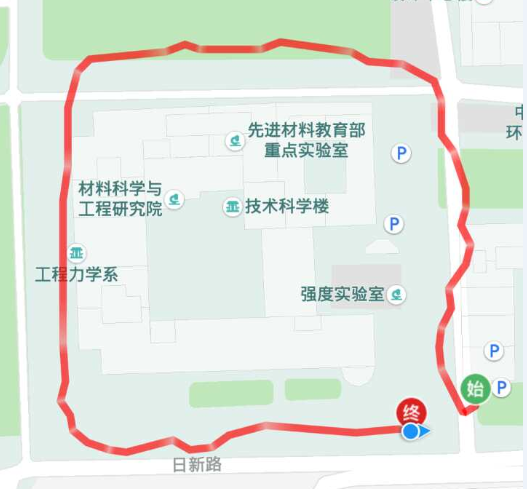 中
环
先进材料教育部
重点实验室
P
材料科学与
工程研究院
技术科学楼
P
工程力学系
强度实验室
P
始
P
终
日新路